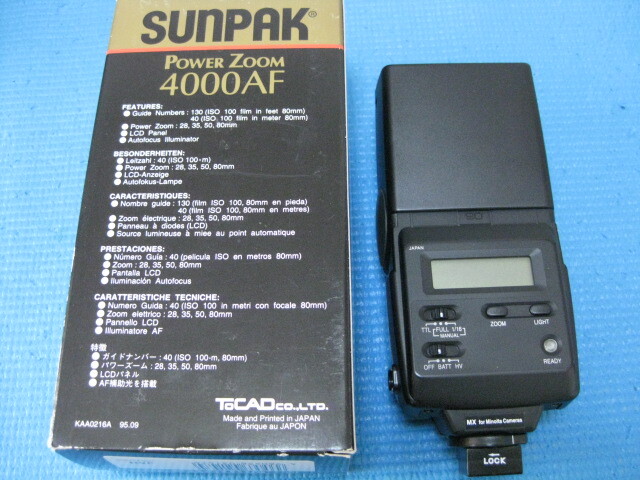 SUNPAK®
POWER ZOOM
4000AF
FEATURES:
● Guide Numbers: 130 (ISO 100 film in feet 80mm)
40 (ISO 100 film in meter 80mm)
● Power Zoom: 28, 35, 50, 80mm
● LCD Panel
● Autofocus Illuminator
BESONDERHEITEN:
● Leitzahl: 40 (ISO 100-m)
● Power Zoom: 28, 35, 50, 80mm
● LCD-Anzeige
● Autofokus-Lampe
CARACTERISTIQUES:
● Nombre guide: 130 (film ISO 100, 80mm en pieda)
40 (film ISO 100, 80mm en metres)
● Zoom électrique: 28, 35, 50, 80mm
● Panneau à diodes (LCD)
● Source lumineuse à miee au point automatique
PRESTACIONES:
● Número Guía: 40 (pelicula ISO en metros 80mm)
● Zoom: 28, 35, 50, 80mm
● Pantalla LCD
● Iluminación Autofocus
CARATTERISTICHE TECNICHE:
● Numero Guida: 40 (ISO 100 in metri con focale 80mm)
● Zoom elettrico: 28, 35, 50, 80mm
● Pannello LCD
● Illuminatore AF
特徴
● ガイドナンバー: 40 (ISO 100-m, 80mm)
● パワーズーム: 28, 35, 50, 80mm
● LCDパネル
● AF補助光を搭載
TOCAD CO., LTD.
Made and Printed in JAPAN
Fabrique au JAPON
KAA0216A 95.09
JAPAN
TTL FULL 1/16
MANUAL
ZOOM LIGHT
OFF BATT HV
READY
MX for Minolta Cameras
LOCK